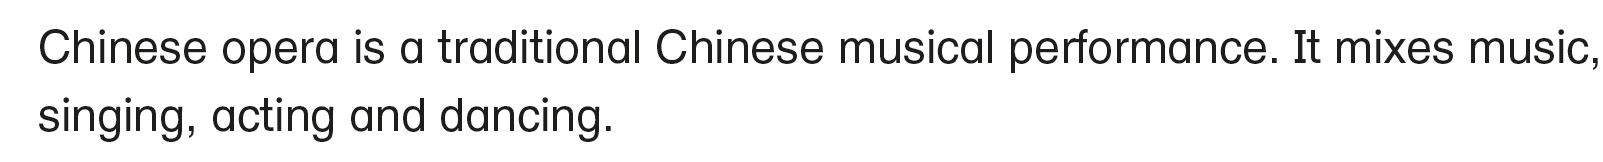 Chinese opera is a traditional Chinese musical performance. It mixes music,
singing, acting and dancing.